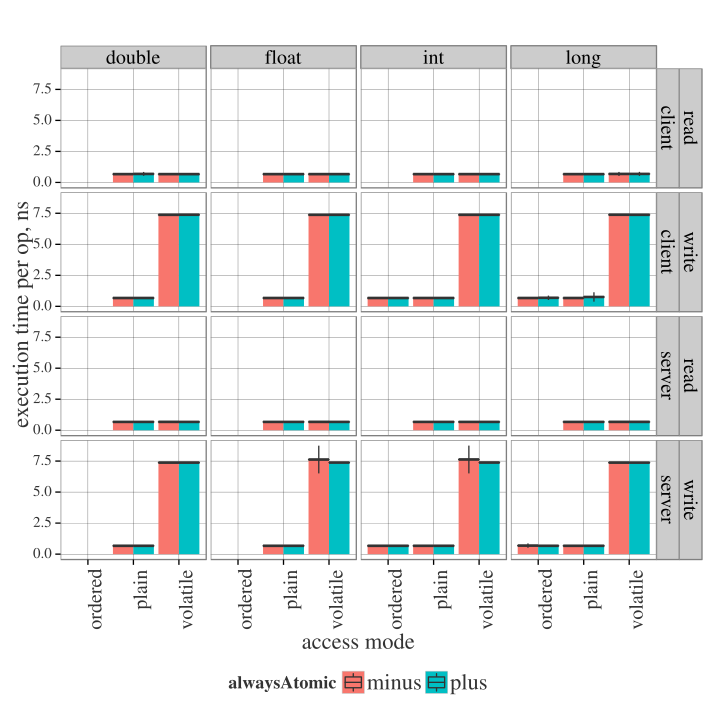 double float int long
7.5
5.0
2.5
0.0
read
client
7.5
5.0
2.5
0.0
write
client
7.5
5.0
2.5
0.0
read
server
7.5
5.0
2.5
0.0
write
server
execution time per op, ns
ordered plain volatile ordered plain volatile ordered plain volatile ordered plain volatile
access mode
alwaysAtomic minus plus